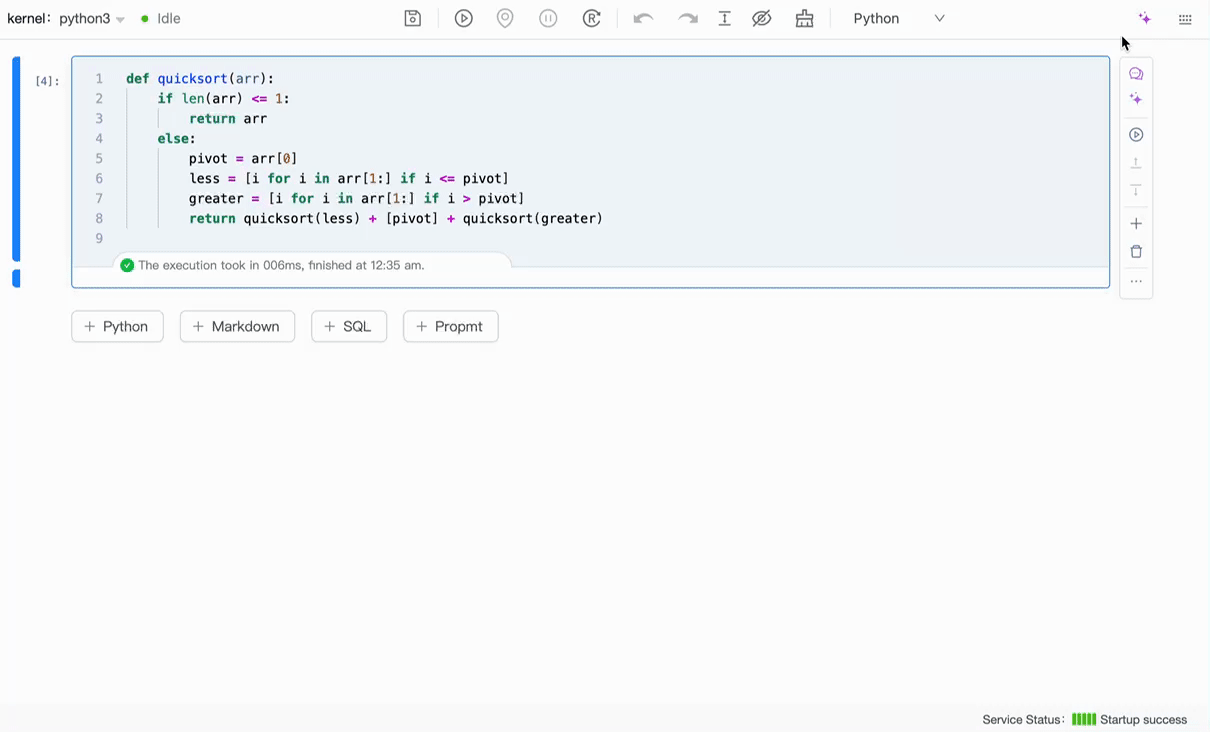 kernel: python3 Idle Python
[4]:
1 def quicksort(arr):
2 if len(arr) <= 1:
3 return arr
4 else:
5 pivot = arr[0]
6 less = [i for i in arr[1:] if i <= pivot]
7 greater = [i for i in arr[1:] if i > pivot]
8 return quicksort(less) + [pivot] + quicksort(greater)
9
The execution took in 006ms, finished at 12:35 am.
+ Python + Markdown + SQL + Propmt
Service Status: Startup success